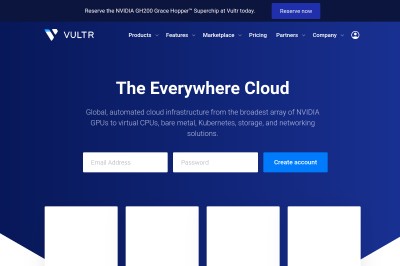 Reserve the NVIDIA GH200 Grace Hopper™ Superchip at Vultr today.
Reserve now
VULTR
Products
Features
Marketplace
Pricing
Partners
Company
The Everywhere Cloud
Global, automated cloud infrastructure from the broadest array of NVIDIA
GPUs to virtual CPUs, bare metal, Kubernetes, storage, and networking
solutions.
Email Address
Password
Create account